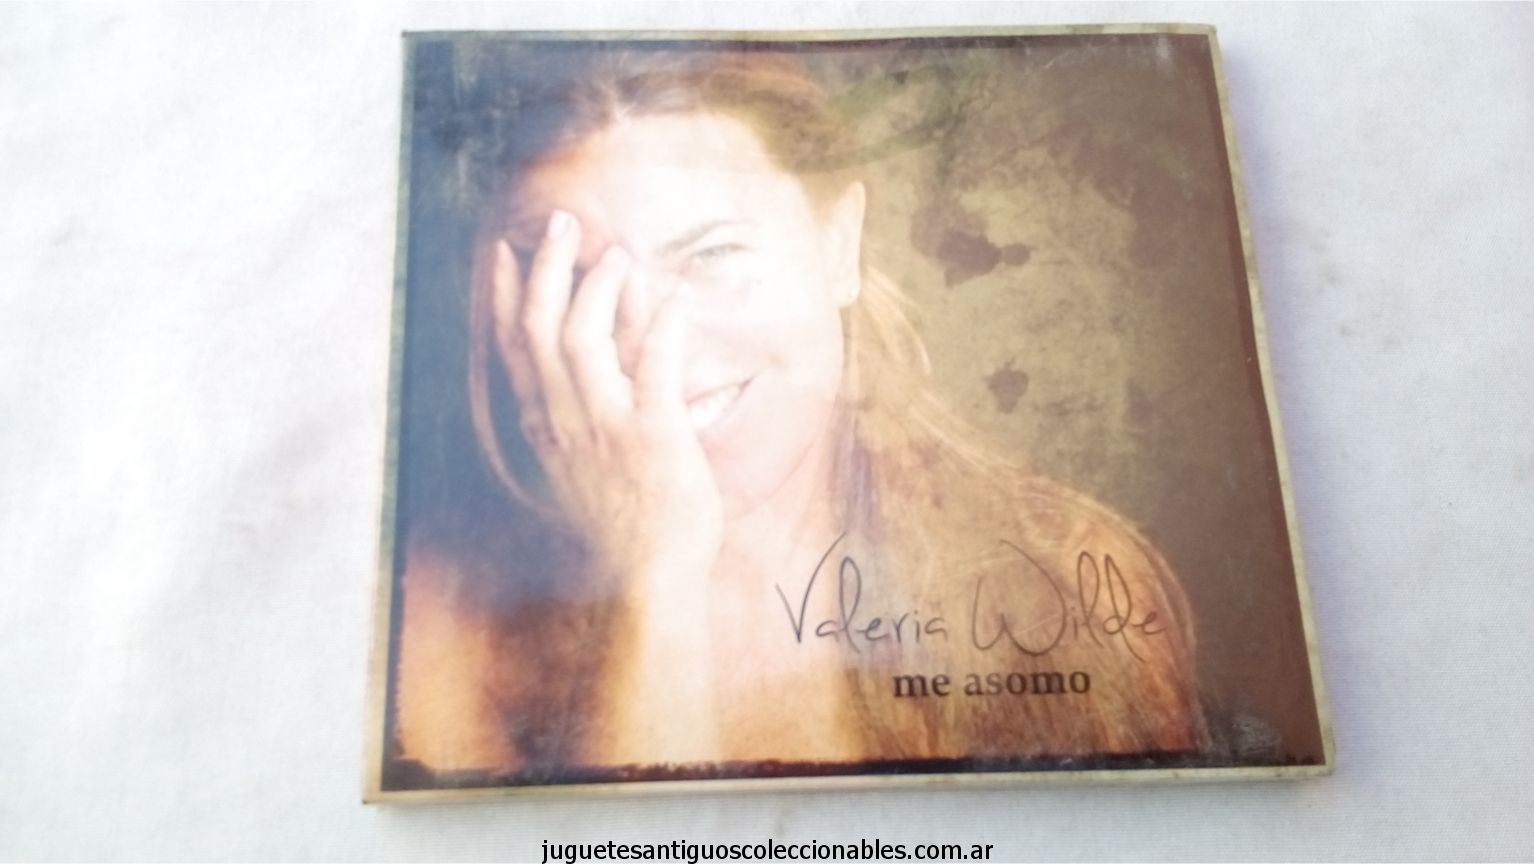 Valeria Wilde
me asomo
juguetesantiguoscoleccionables.com.ar